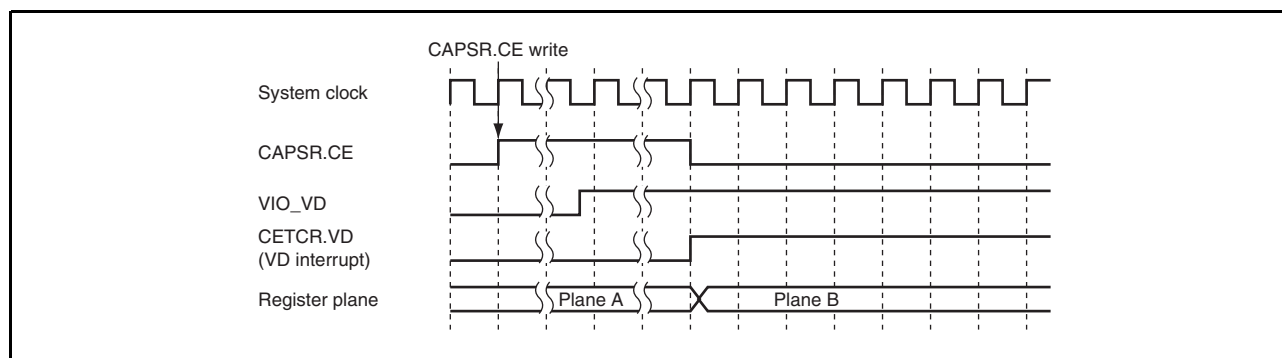 CAPSR.CE write
System clock
CAPSR.CE
VIO_VD
CETCR.VD
(VD interrupt)
Register plane
Plane A
Plane B